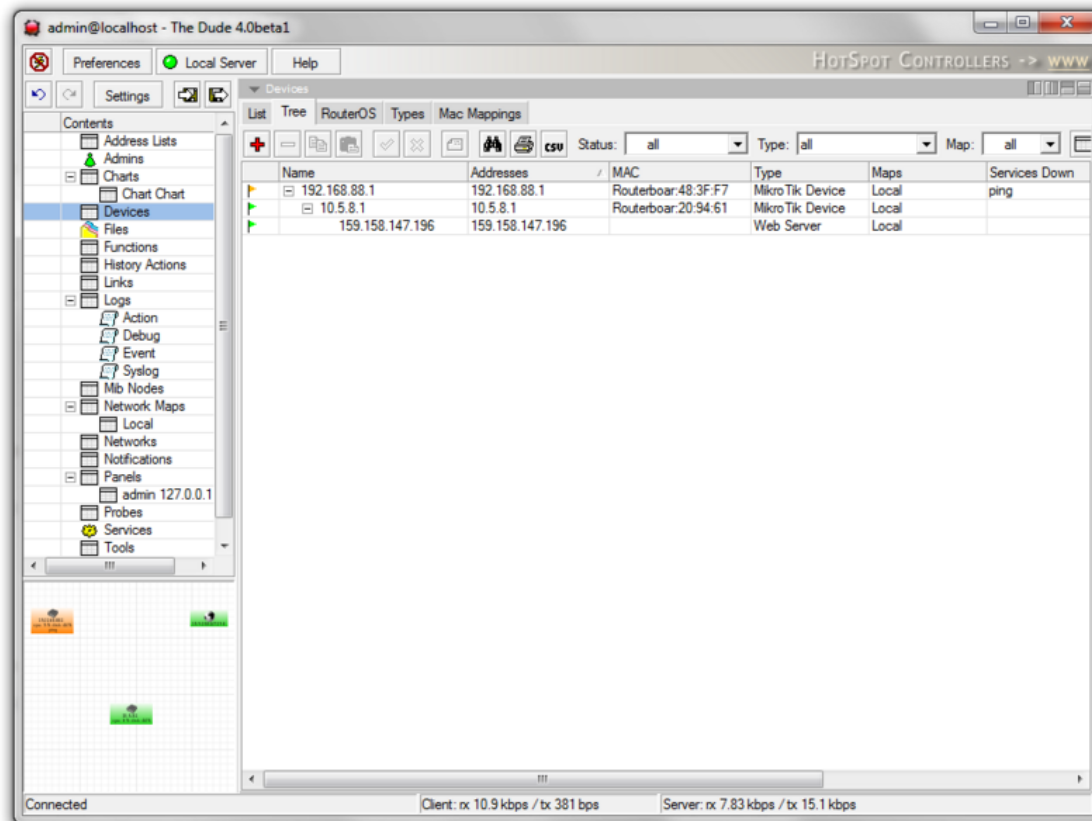 admin@localhost - The Dude 4.0beta1
Preferences Local Server Help HOTSPOT CONTROLLERS -> WWW
Settings
Devices
Contents
Address Lists
Admins
Charts
Chart Chart
Devices
Files
Functions
History Actions
Links
Logs
Action
Debug
Event
Syslog
Mib Nodes
Network Maps
Local
Networks
Notifications
Panels
admin 127.0.0.1
Probes
Services
Tools
List Tree RouterOS Types Mac Mappings
csv Status: all Type: all Map: all
Name Addresses MAC Type Maps Services Down
192.168.88.1 192.168.88.1 Routerboar:48:3F:F7 MikroTik Device Local ping
10.5.8.1 10.5.8.1 Routerboar:20:94:61 MikroTik Device Local
159.158.147.196 159.158.147.196 Web Server Local
Connected Client: rx 10.9 kbps / tx 381 bps Server: rx 7.83 kbps / tx 15.1 kbps